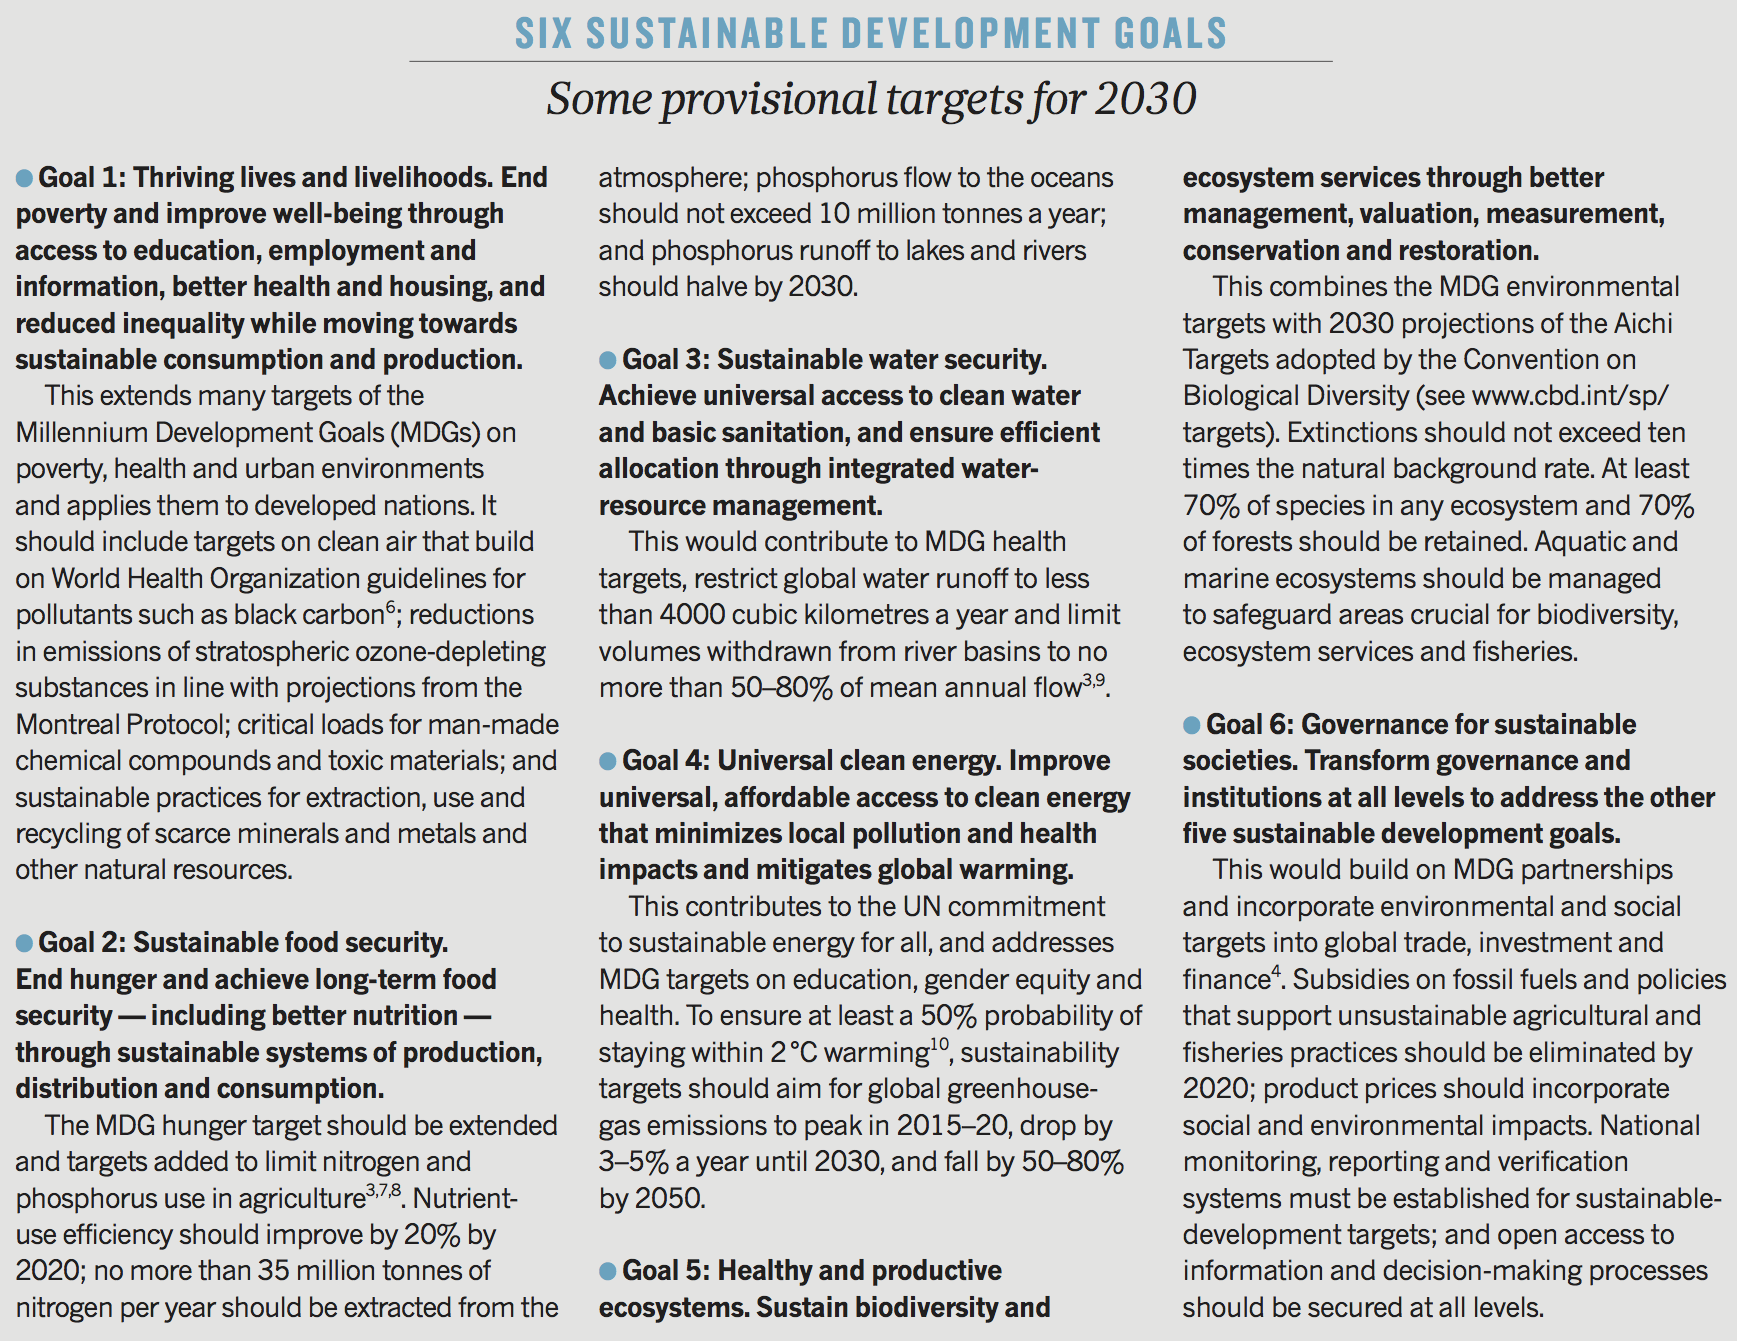 SIX SUSTAINABLE DEVELOPMENT GOALS
Some provisional targets for 2030
● Goal 1: Thriving lives and livelihoods. End
poverty and improve well-being through
access to education, employment and
information, better health and housing, and
reduced inequality while moving towards
sustainable consumption and production.
This extends many targets of the
Millennium Development Goals (MDGs) on
poverty, health and urban environments
and applies them to developed nations. It
should include targets on clean air that build
on World Health Organization guidelines for
pollutants such as black carbon⁶; reductions
in emissions of stratospheric ozone-depleting
substances in line with projections from the
Montreal Protocol; critical loads for man-made
chemical compounds and toxic materials; and
sustainable practices for extraction, use and
recycling of scarce minerals and metals and
other natural resources.
● Goal 2: Sustainable food security.
End hunger and achieve long-term food
security — including better nutrition —
through sustainable systems of production,
distribution and consumption.
The MDG hunger target should be extended
and targets added to limit nitrogen and
phosphorus use in agriculture³,⁷,⁸. Nutrient-
use efficiency should improve by 20% by
2020; no more than 35 million tonnes of
nitrogen per year should be extracted from the
atmosphere; phosphorus flow to the oceans
should not exceed 10 million tonnes a year;
and phosphorus runoff to lakes and rivers
should halve by 2030.
● Goal 3: Sustainable water security.
Achieve universal access to clean water
and basic sanitation, and ensure efficient
allocation through integrated water-
resource management.
This would contribute to MDG health
targets, restrict global water runoff to less
than 4000 cubic kilometres a year and limit
volumes withdrawn from river basins to no
more than 50–80% of mean annual flow³,⁹.
● Goal 4: Universal clean energy. Improve
universal, affordable access to clean energy
that minimizes local pollution and health
impacts and mitigates global warming.
This contributes to the UN commitment
to sustainable energy for all, and addresses
MDG targets on education, gender equity and
health. To ensure at least a 50% probability of
staying within 2 °C warming¹⁰, sustainability
targets should aim for global greenhouse-
gas emissions to peak in 2015–20, drop by
3–5% a year until 2030, and fall by 50–80%
by 2050.
● Goal 5: Healthy and productive
ecosystems. Sustain biodiversity and
ecosystem services through better
management, valuation, measurement,
conservation and restoration.
This combines the MDG environmental
targets with 2030 projections of the Aichi
Targets adopted by the Convention on
Biological Diversity (see www.cbd.int/sp/
targets). Extinctions should not exceed ten
times the natural background rate. At least
70% of species in any ecosystem and 70%
of forests should be retained. Aquatic and
marine ecosystems should be managed
to safeguard areas crucial for biodiversity,
ecosystem services and fisheries.
● Goal 6: Governance for sustainable
societies. Transform governance and
institutions at all levels to address the other
five sustainable development goals.
This would build on MDG partnerships
and incorporate environmental and social
targets into global trade, investment and
finance⁴. Subsidies on fossil fuels and policies
that support unsustainable agricultural and
fisheries practices should be eliminated by
2020; product prices should incorporate
social and environmental impacts. National
monitoring, reporting and verification
systems must be established for sustainable-
development targets; and open access to
information and decision-making processes
should be secured at all levels.